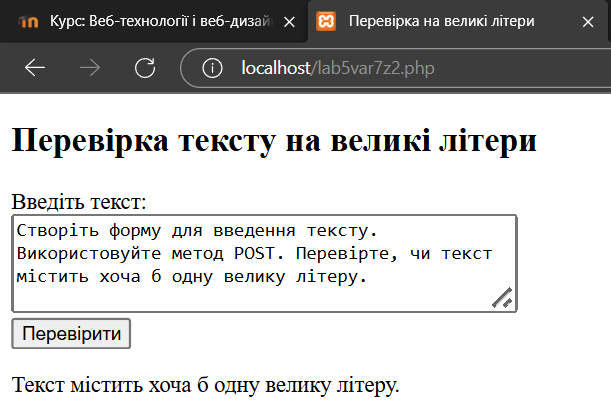 Курс: Веб-технології і веб-дизай
Перевірка на великі літери
localhost/lab5var7z2.php
Перевірка тексту на великі літери
Введіть текст:
Створіть форму для введення тексту.
Використовуйте метод POST. Перевірте, чи текст
містить хоча б одну велику літеру.
Перевірити
Текст містить хоча б одну велику літеру.